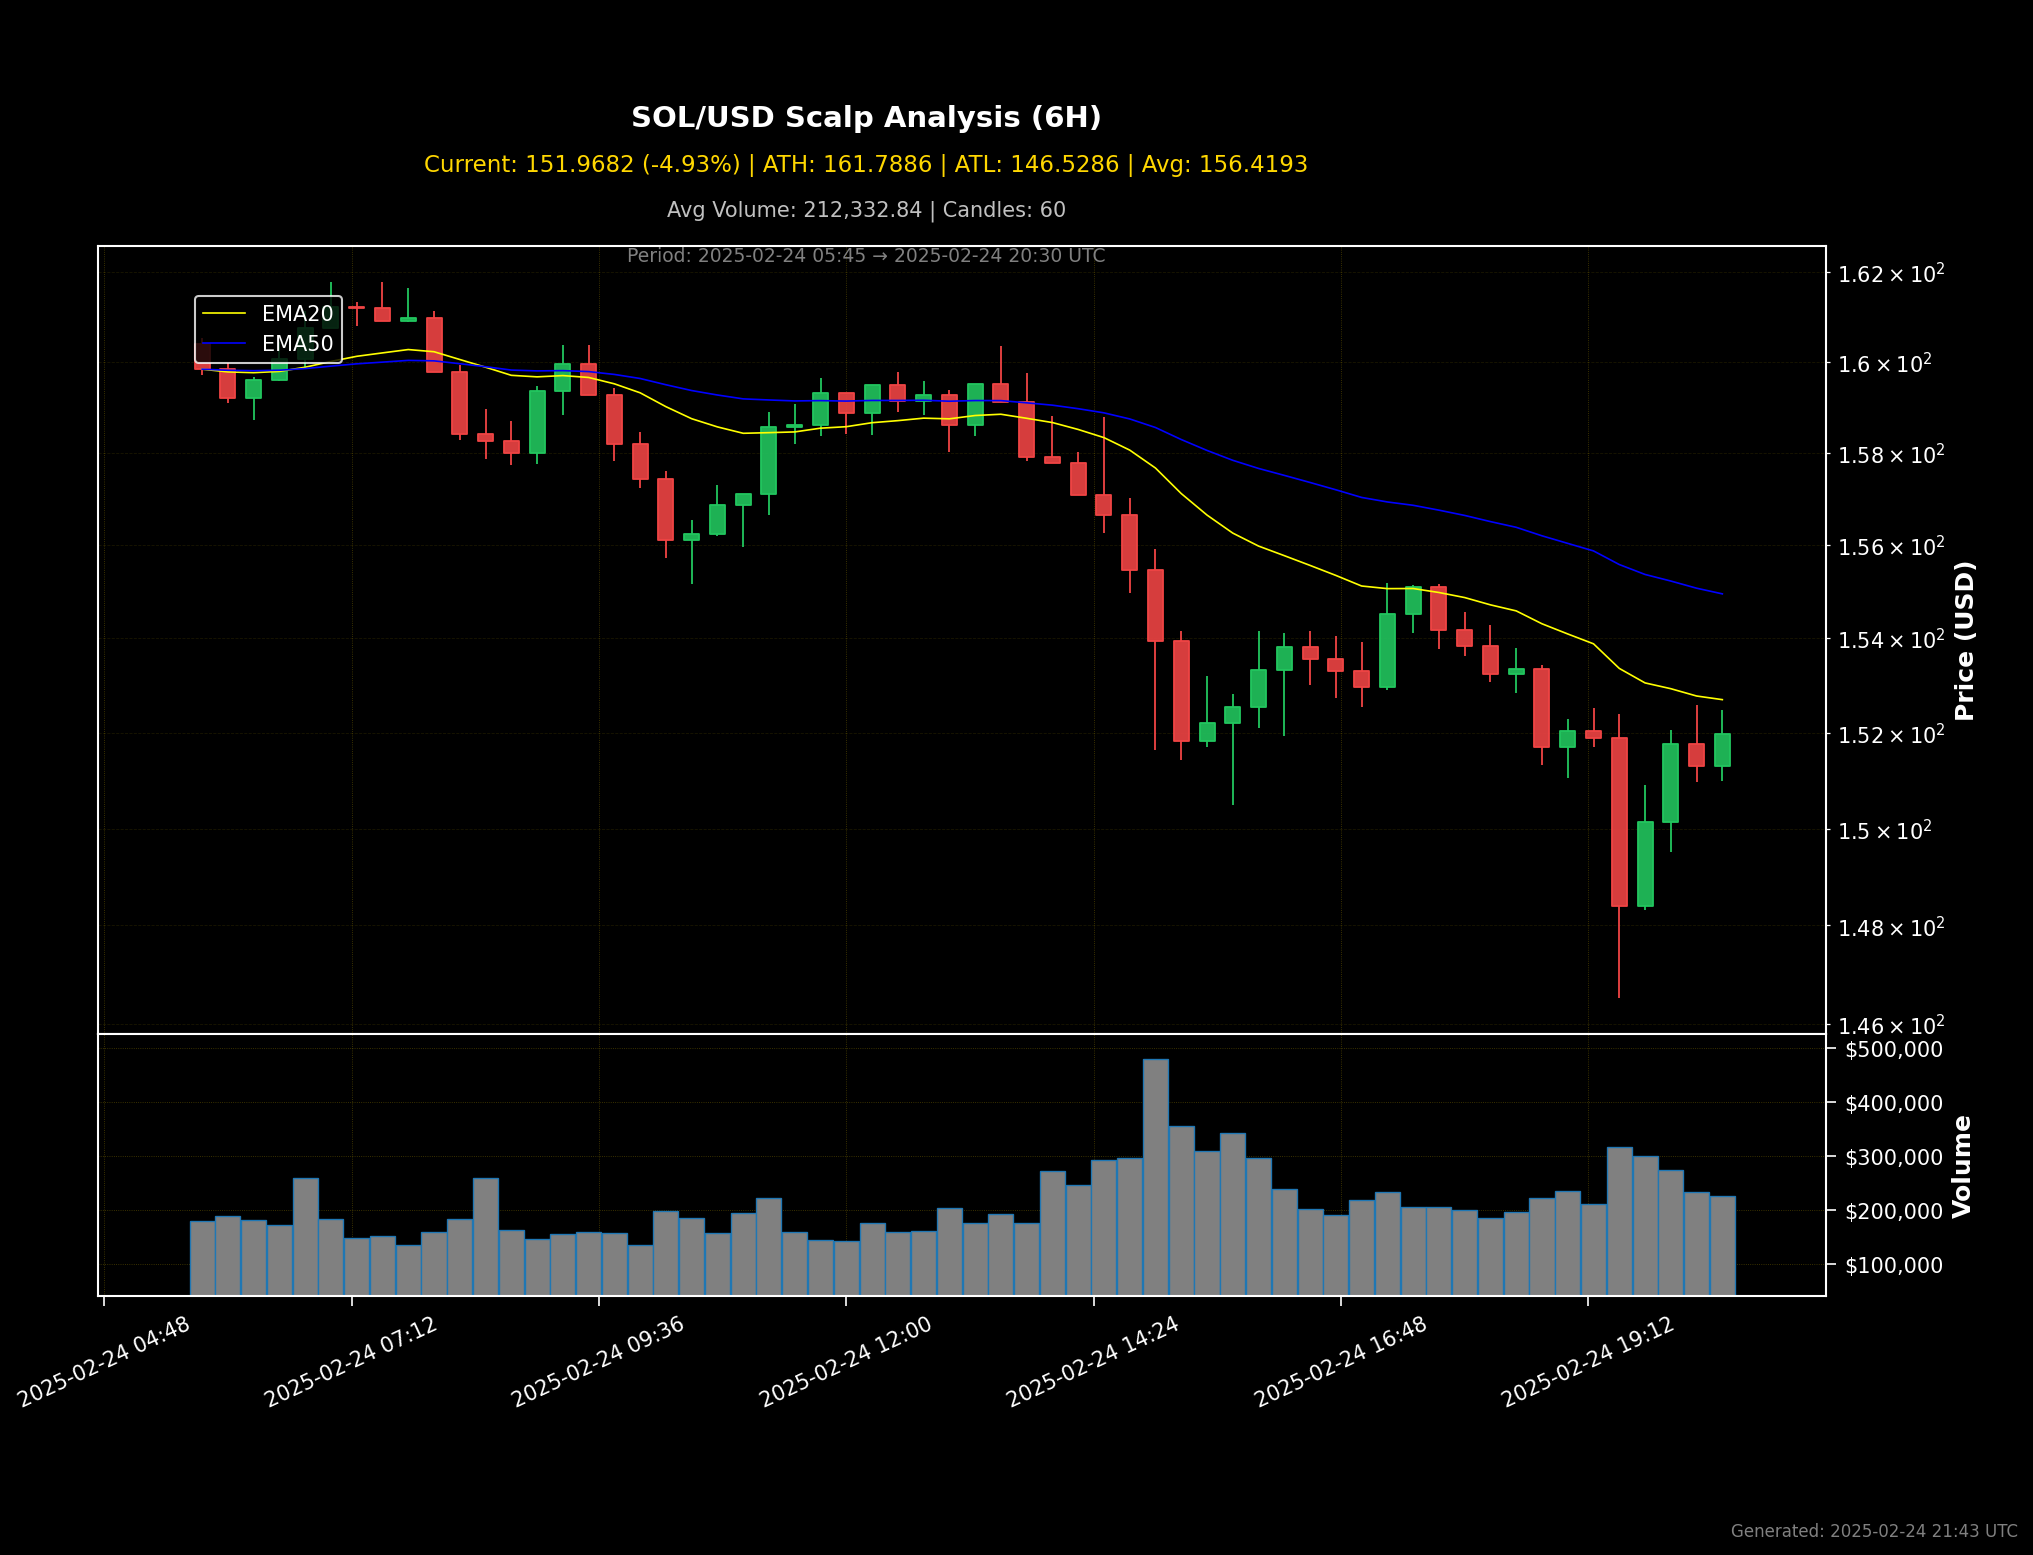 SOL/USD Scalp Analysis (6H)
Current: 151.9682 (-4.93%) | ATH: 161.7886 | ATL: 146.5286 | Avg: 156.4193
Avg Volume: 212,332.84 | Candles: 60
Period: 2025-02-24 05:45 → 2025-02-24 20:30 UTC
EMA20
EMA50
1.62 × 10²
1.6 × 10²
1.58 × 10²
1.56 × 10²
1.54 × 10²
1.52 × 10²
1.5 × 10²
1.48 × 10²
1.46 × 10²
Price (USD)
$500,000
$400,000
$300,000
$200,000
$100,000
Volume
2025-02-24 04:48
2025-02-24 07:12
2025-02-24 09:36
2025-02-24 12:00
2025-02-24 14:24
2025-02-24 16:48
2025-02-24 19:12
Generated: 2025-02-24 21:43 UTC